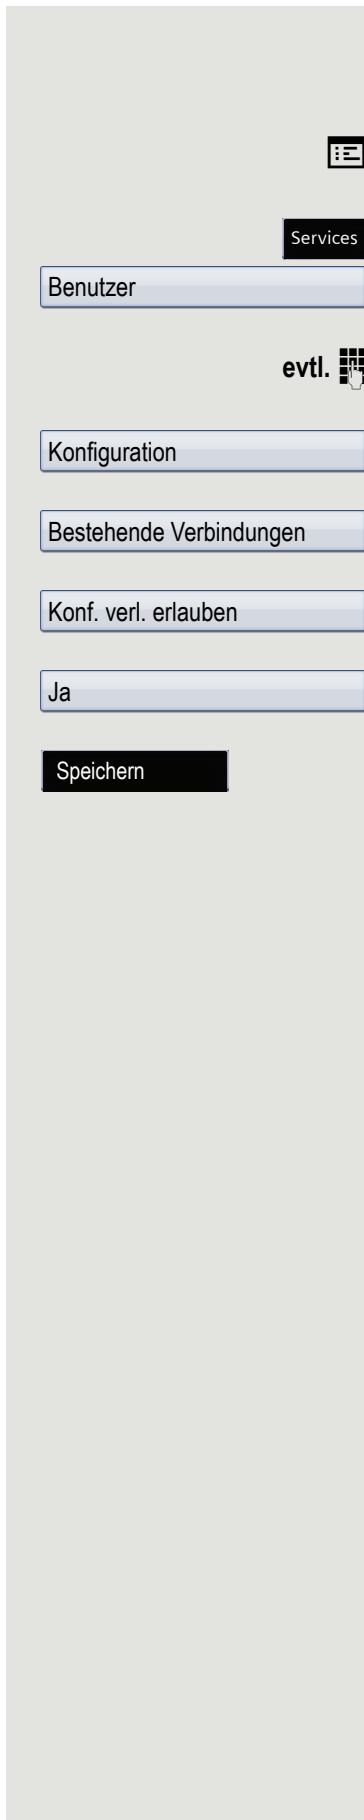 Services
Benutzer
evtl.
Konfiguration
Bestehende Verbindungen
Konf. verl. erlauben
Ja
Speichern